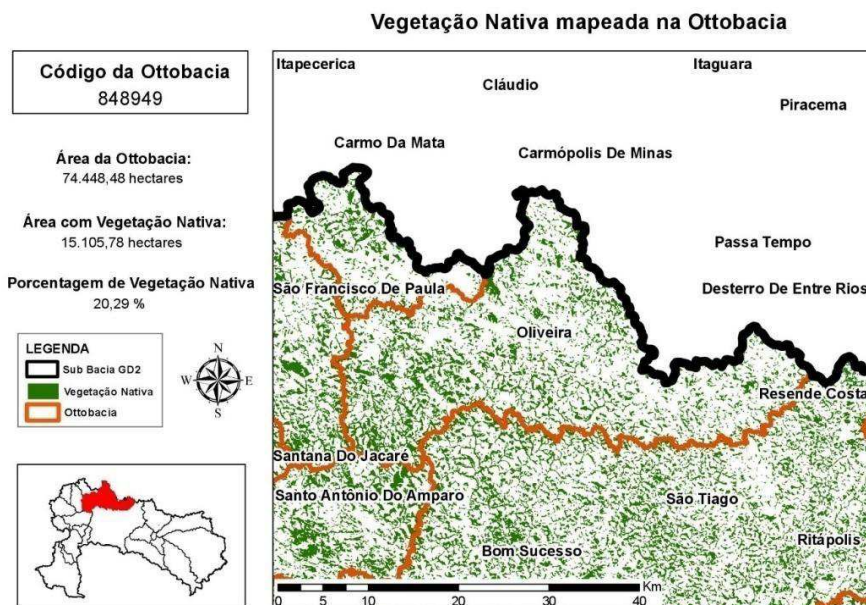 Vegetação Nativa mapeada na Ottobacia
Código da Ottobacia
848949
Área da Ottobacia:
74.448,48 hectares
Área com Vegetação Nativa:
15.105,78 hectares
Porcentagem de Vegetação Nativa
20,29 %
LEGENDA
Sub Bacia GD2
Vegetação Nativa
Ottobacia
N
W E
S
Itapecerica
Itaguara
Cláudio
Piracema
Carmo Da Mata
Carmópolis De Minas
Passa Tempo
São Francisco De Paula
Desterro De Entre Rios
Oliveira
Resende Costa
Santana Do Jacaré
Santo Antônio Do Amparo
São Tiago
Ritápolis
Bom Sucesso
Km
0 5 10 20 30 40